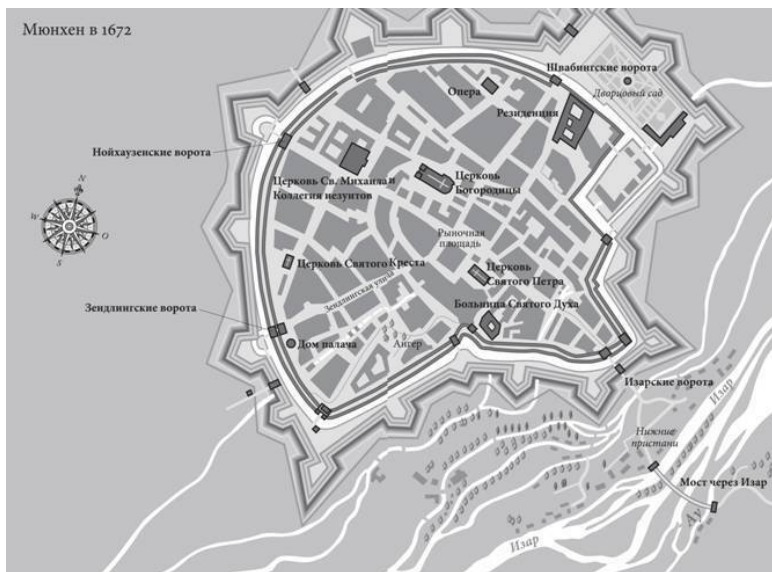 Мюнхен в 1672
Швабингские ворота
Дворцовый сад
Опера
Резиденция
Нойхаузенские ворота
Церковь Св. Михаила и
Коллегия иезуитов
Церковь
Богородицы
N
W
O
S
Рыночная
площадь
Церковь Святого Креста
Церковь
Святого Петра
Зендлингская улица
Больница Святого Духа
Зендлингские ворота
Дом палача
Ангер
Изарские ворота
Изар
Нижние
пристани
Мост через Изар
Ау
Изар